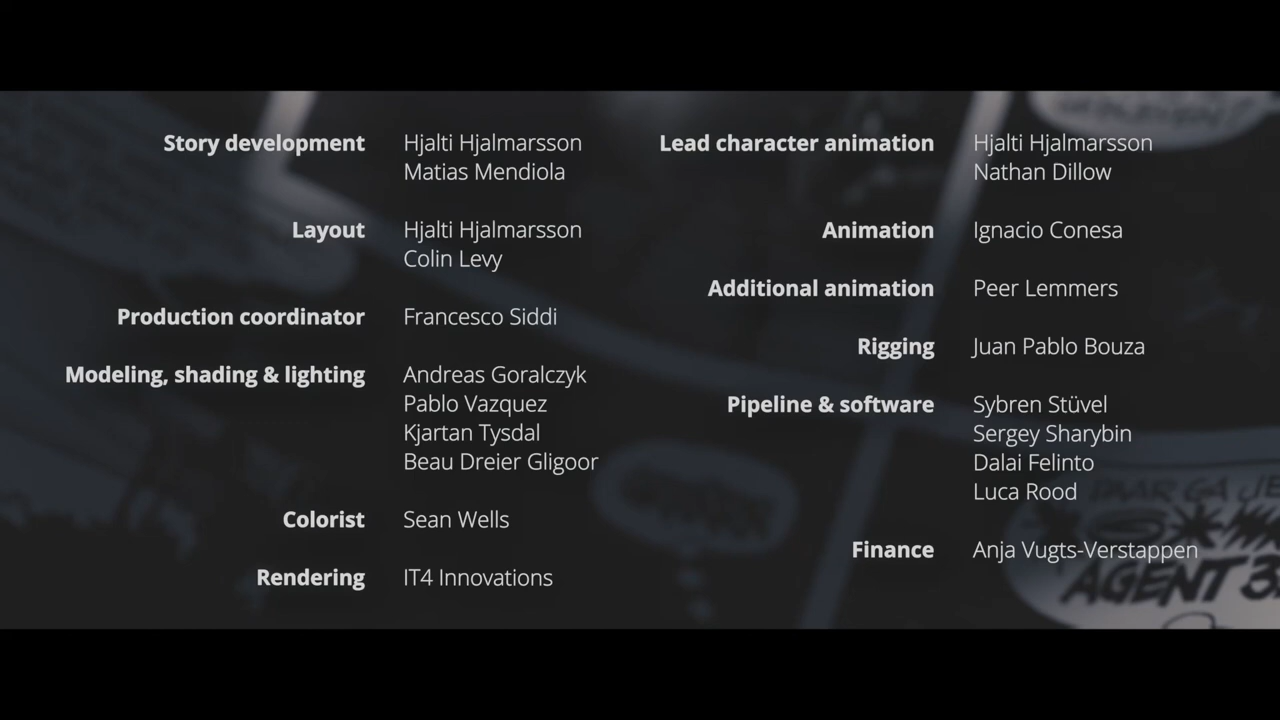 Story development Hjalti Hjalmarsson
Matias Mendiola
Layout Hjalti Hjalmarsson
Colin Levy
Production coordinator Francesco Siddi
Modeling, shading & lighting Andreas Goralczyk
Pablo Vazquez
Kjartan Tysdal
Beau Dreier Gligoor
Colorist Sean Wells
Rendering IT4 Innovations
Lead character animation Hjalti Hjalmarsson
Nathan Dillow
Animation Ignacio Conesa
Additional animation Peer Lemmers
Rigging Juan Pablo Bouza
Pipeline & software Sybren Stüvel
Sergey Sharybin
Dalai Felinto
Luca Rood
Finance Anja Vugts-Verstappen
AGENT